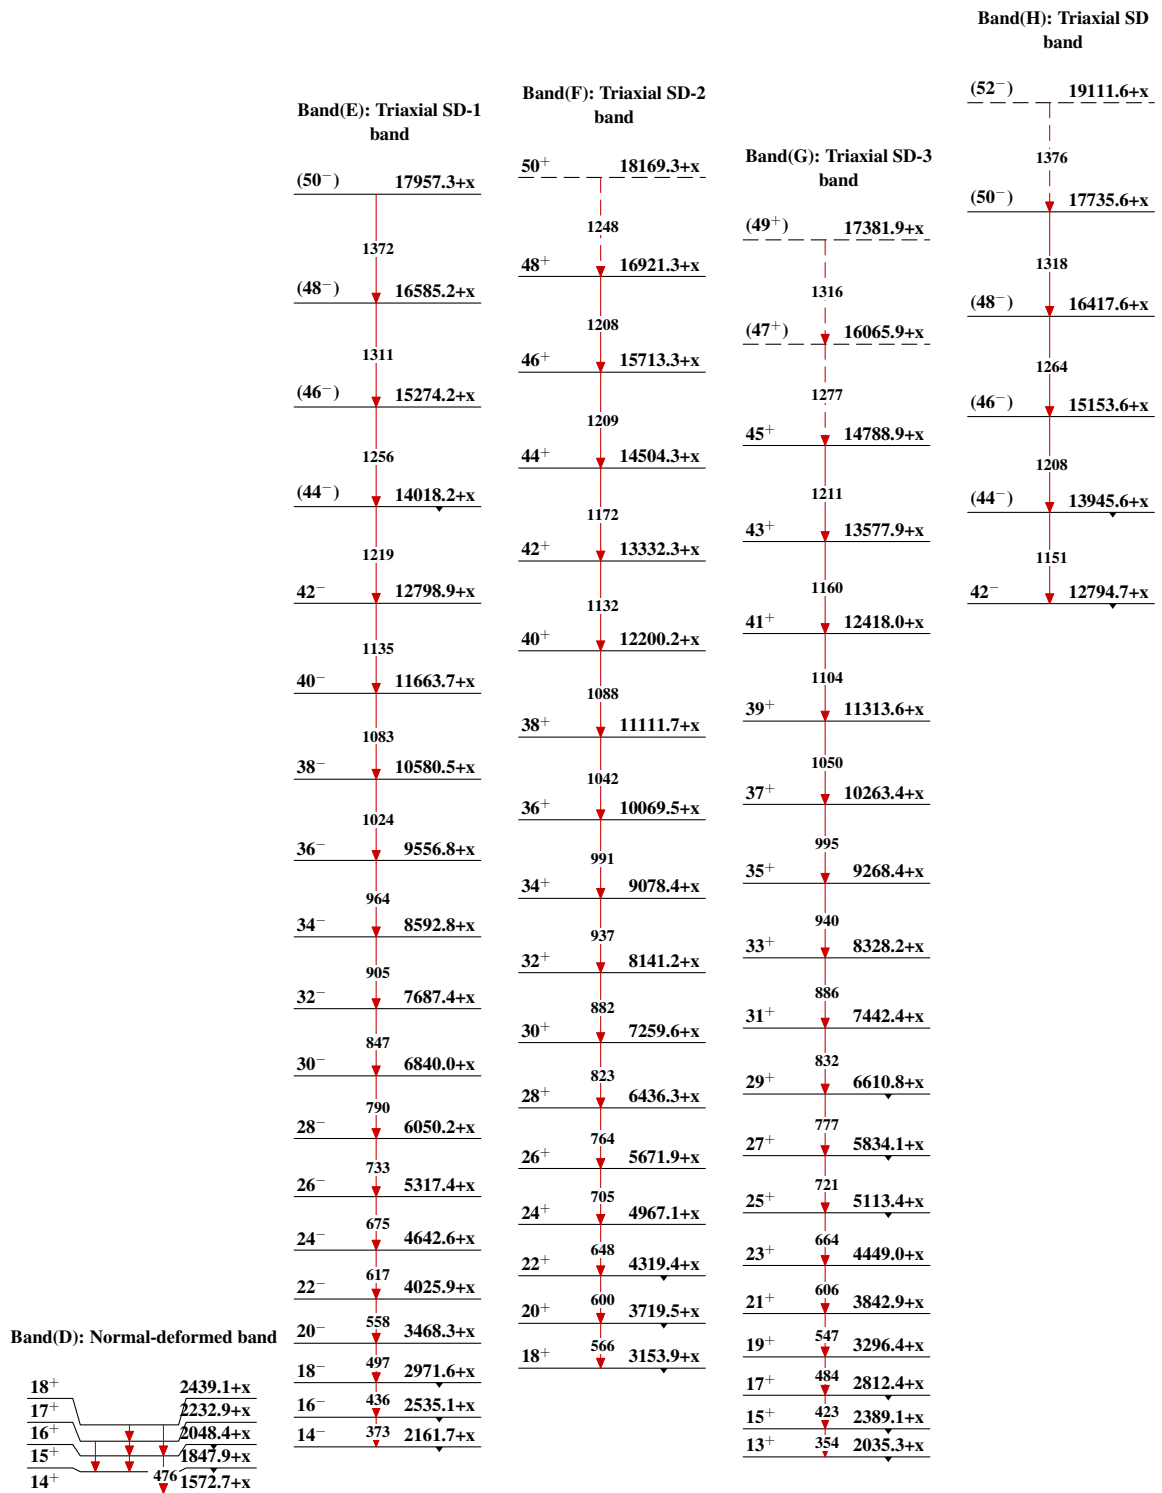 Band(D): Normal-deformed band
18+
2439.1+x
17+
2232.9+x
16+
2048.4+x
15+
1847.9+x
476
14+
1572.7+x
Band(E): Triaxial SD-1
band
(50−)
17957.3+x
1372
(48−)
16585.2+x
1311
(46−)
15274.2+x
1256
(44−)
14018.2+x
1219
42−
12798.9+x
1135
40−
11663.7+x
1083
38−
10580.5+x
1024
36−
9556.8+x
964
34−
8592.8+x
905
32−
7687.4+x
847
30−
6840.0+x
790
28−
6050.2+x
733
26−
5317.4+x
675
24−
4642.6+x
617
22−
4025.9+x
558
20−
3468.3+x
497
18−
2971.6+x
436
16−
2535.1+x
373
14−
2161.7+x
Band(F): Triaxial SD-2
band
50+
18169.3+x
1248
48+
16921.3+x
1208
46+
15713.3+x
1209
44+
14504.3+x
1172
42+
13332.3+x
1132
40+
12200.2+x
1088
38+
11111.7+x
1042
36+
10069.5+x
991
34+
9078.4+x
937
32+
8141.2+x
882
30+
7259.6+x
823
28+
6436.3+x
764
26+
5671.9+x
705
24+
4967.1+x
648
22+
4319.4+x
600
20+
3719.5+x
566
18+
3153.9+x
Band(G): Triaxial SD-3
band
(49+)
17381.9+x
1316
(47+)
16065.9+x
1277
45+
14788.9+x
1211
43+
13577.9+x
1160
41+
12418.0+x
1104
39+
11313.6+x
1050
37+
10263.4+x
995
35+
9268.4+x
940
33+
8328.2+x
886
31+
7442.4+x
832
29+
6610.8+x
777
27+
5834.1+x
721
25+
5113.4+x
664
23+
4449.0+x
606
21+
3842.9+x
547
19+
3296.4+x
484
17+
2812.4+x
423
15+
2389.1+x
354
13+
2035.3+x
Band(H): Triaxial SD
band
(52−)
19111.6+x
1376
(50−)
17735.6+x
1318
(48−)
16417.6+x
1264
(46−)
15153.6+x
1208
(44−)
13945.6+x
1151
42−
12794.7+x